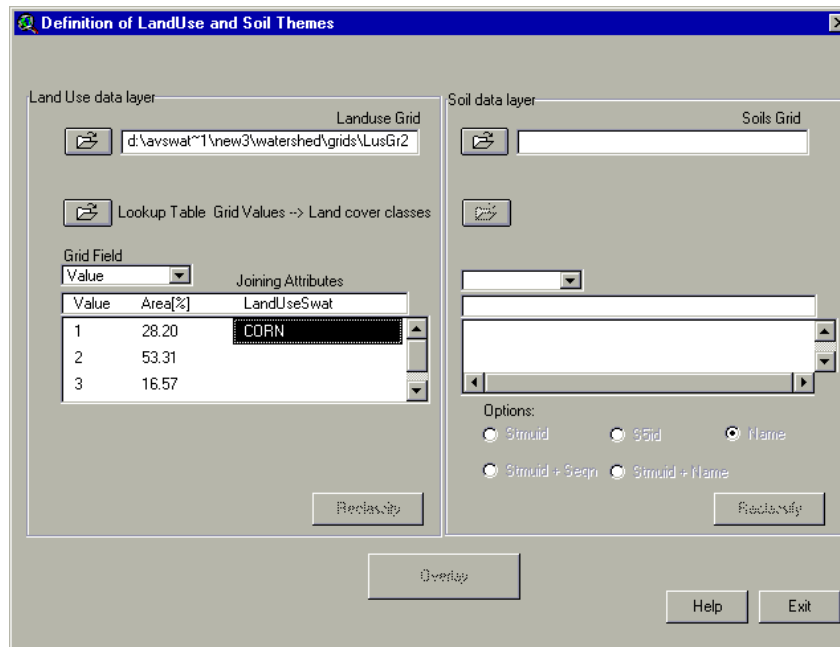 Definition of LandUse and Soil Themes
Land Use data layer
Landuse Grid
d:\avswat~1\new3\watershed\grids\LusGr2
Lookup Table Grid Values --> Land cover classes
Grid Field
Value
Joining Attributes
Value Area[%] LandUseSwat
1 28.20 CORN
2 53.31
3 16.57
Reclassify
Soil data layer
Soils Grid
Options:
Stmuid S5id Name
Stmuid + Seqn Stmuid + Name
Reclassify
Overlay
Help Exit